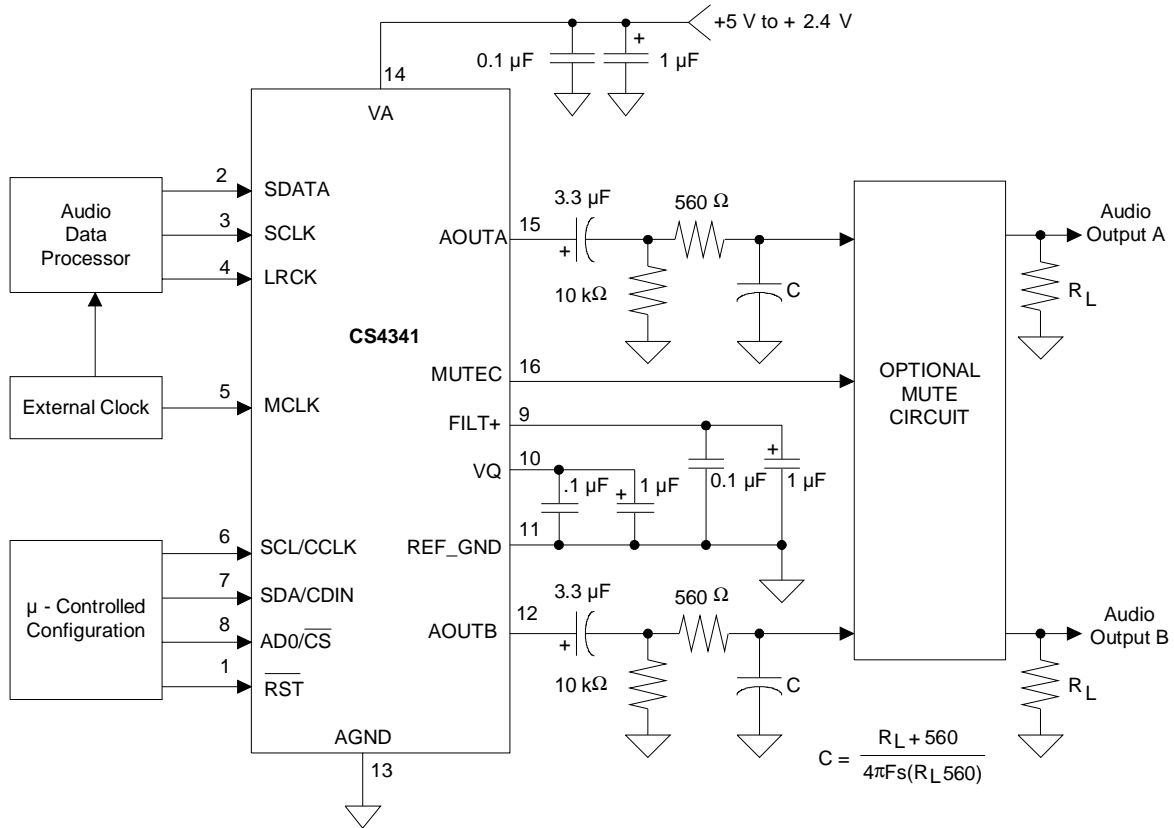 +5 V to + 2.4 V
0.1 µF
+
1 µF
14
VA
Audio
Data
Processor
2
SDATA
3
SCLK
4
LRCK
External Clock
5
MCLK
CS4341
µ - Controlled
Configuration
6
SCL/CCLK
7
SDA/CDIN
8
AD0/CS
1
RST
AGND
13
AOUTA
15
3.3 µF
+
560 Ω
10 kΩ
C
MUTEC
16
FILT+
9
0.1 µF
+
1 µF
VQ
10
.1 µF
+
1 µF
REF_GND
11
AOUTB
12
3.3 µF
+
560 Ω
10 kΩ
C
OPTIONAL
MUTE
CIRCUIT
Audio
Output A
RL
Audio
Output B
RL
C = RL + 560
4πFs(RL560)